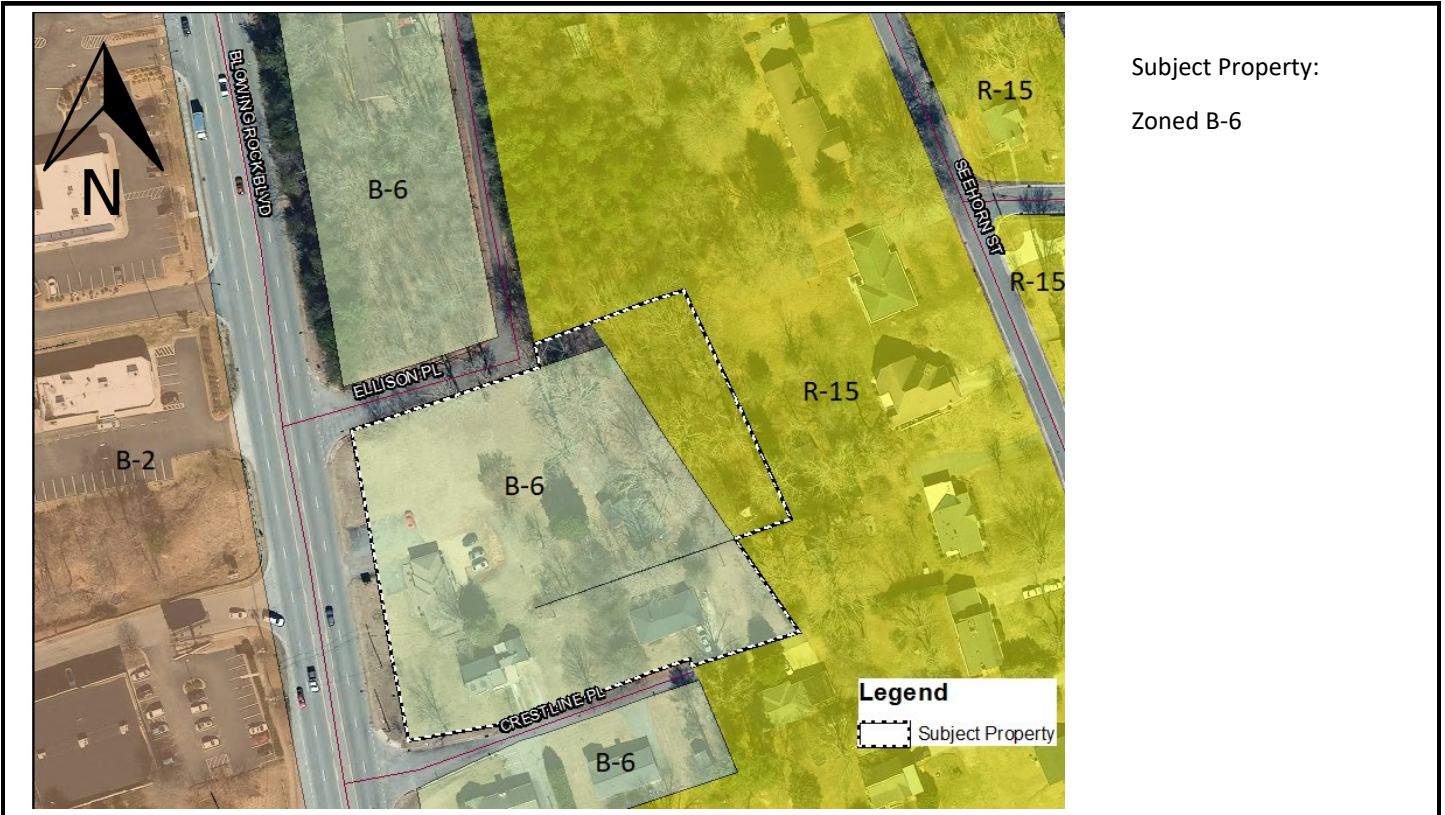 Subject Property:
Zoned B-6
N
BLOWING ROCK BLVD
B-6
R-15
SEEHORN ST
R-15
ELLISON PL
R-15
B-2
B-6
CRESTLINE PL
B-6
Legend
Subject Property